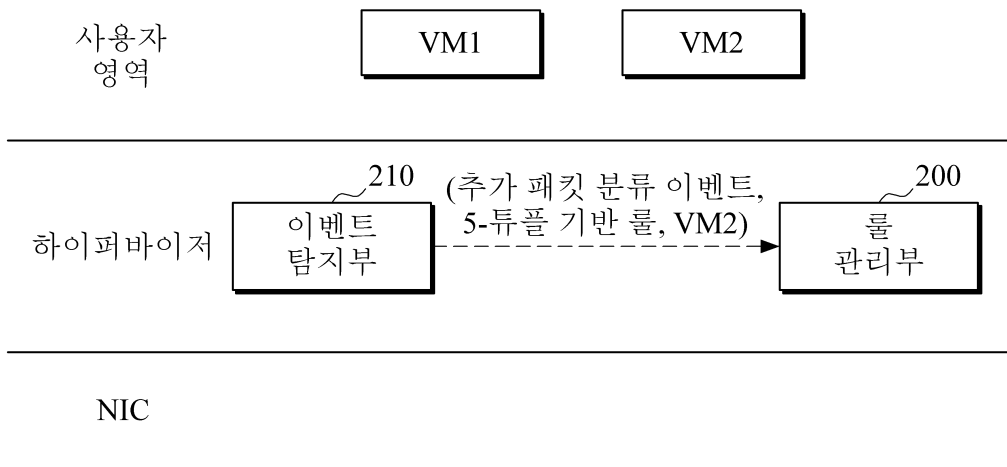 사용자
영역
VM1
VM2
하이퍼바이저
210
이벤트
탐지부
(추가 패킷 분류 이벤트,
5-튜플 기반 룰, VM2)
200
룰
관리부
NIC